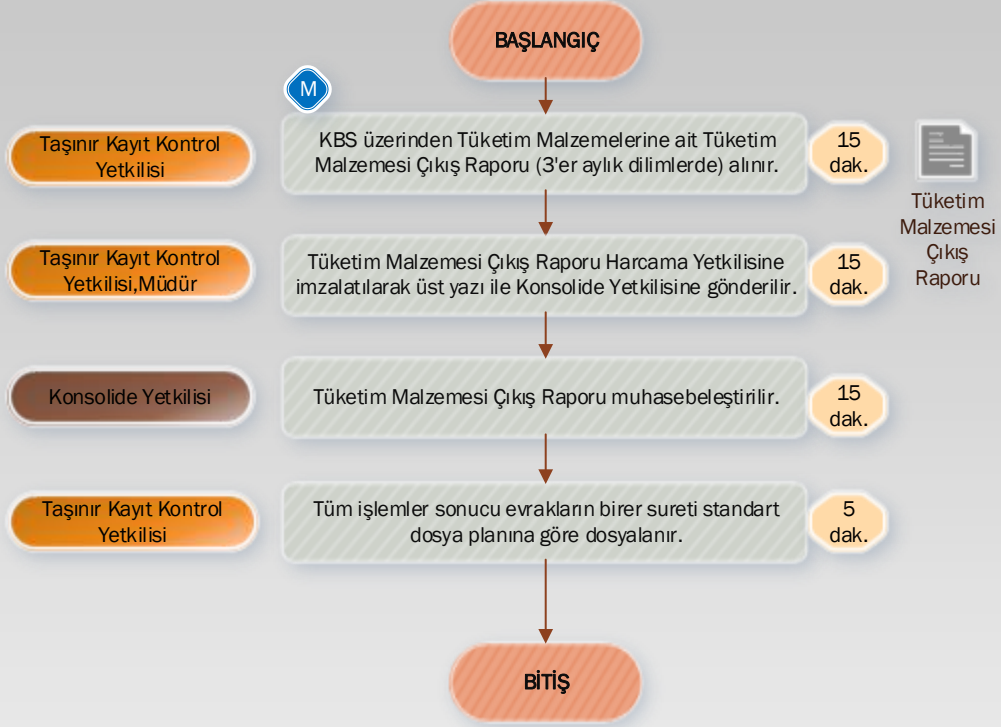 BAŞLANGIÇ
M
Taşınır Kayıt Kontrol
Yetkilisi
KBS üzerinden Tüketim Malzemelerine ait Tüketim
Malzemesi Çıkış Raporu (3'er aylık dilimlerde) alınır.
15
dak.
Tüketim
Malzemesi
Çıkış
Raporu
Taşınır Kayıt Kontrol
Yetkilisi,Müdür
Tüketim Malzemesi Çıkış Raporu Harcama Yetkilisine
imzalatılarak üst yazı ile Konsolide Yetkilisine gönderilir.
15
dak.
Konsolide Yetkilisi
Tüketim Malzemesi Çıkış Raporu muhasebeleştirilir.
15
dak.
Taşınır Kayıt Kontrol
Yetkilisi
Tüm işlemler sonucu evrakların birer sureti standart
dosya planına göre dosyalanır.
5
dak.
BİTİŞ